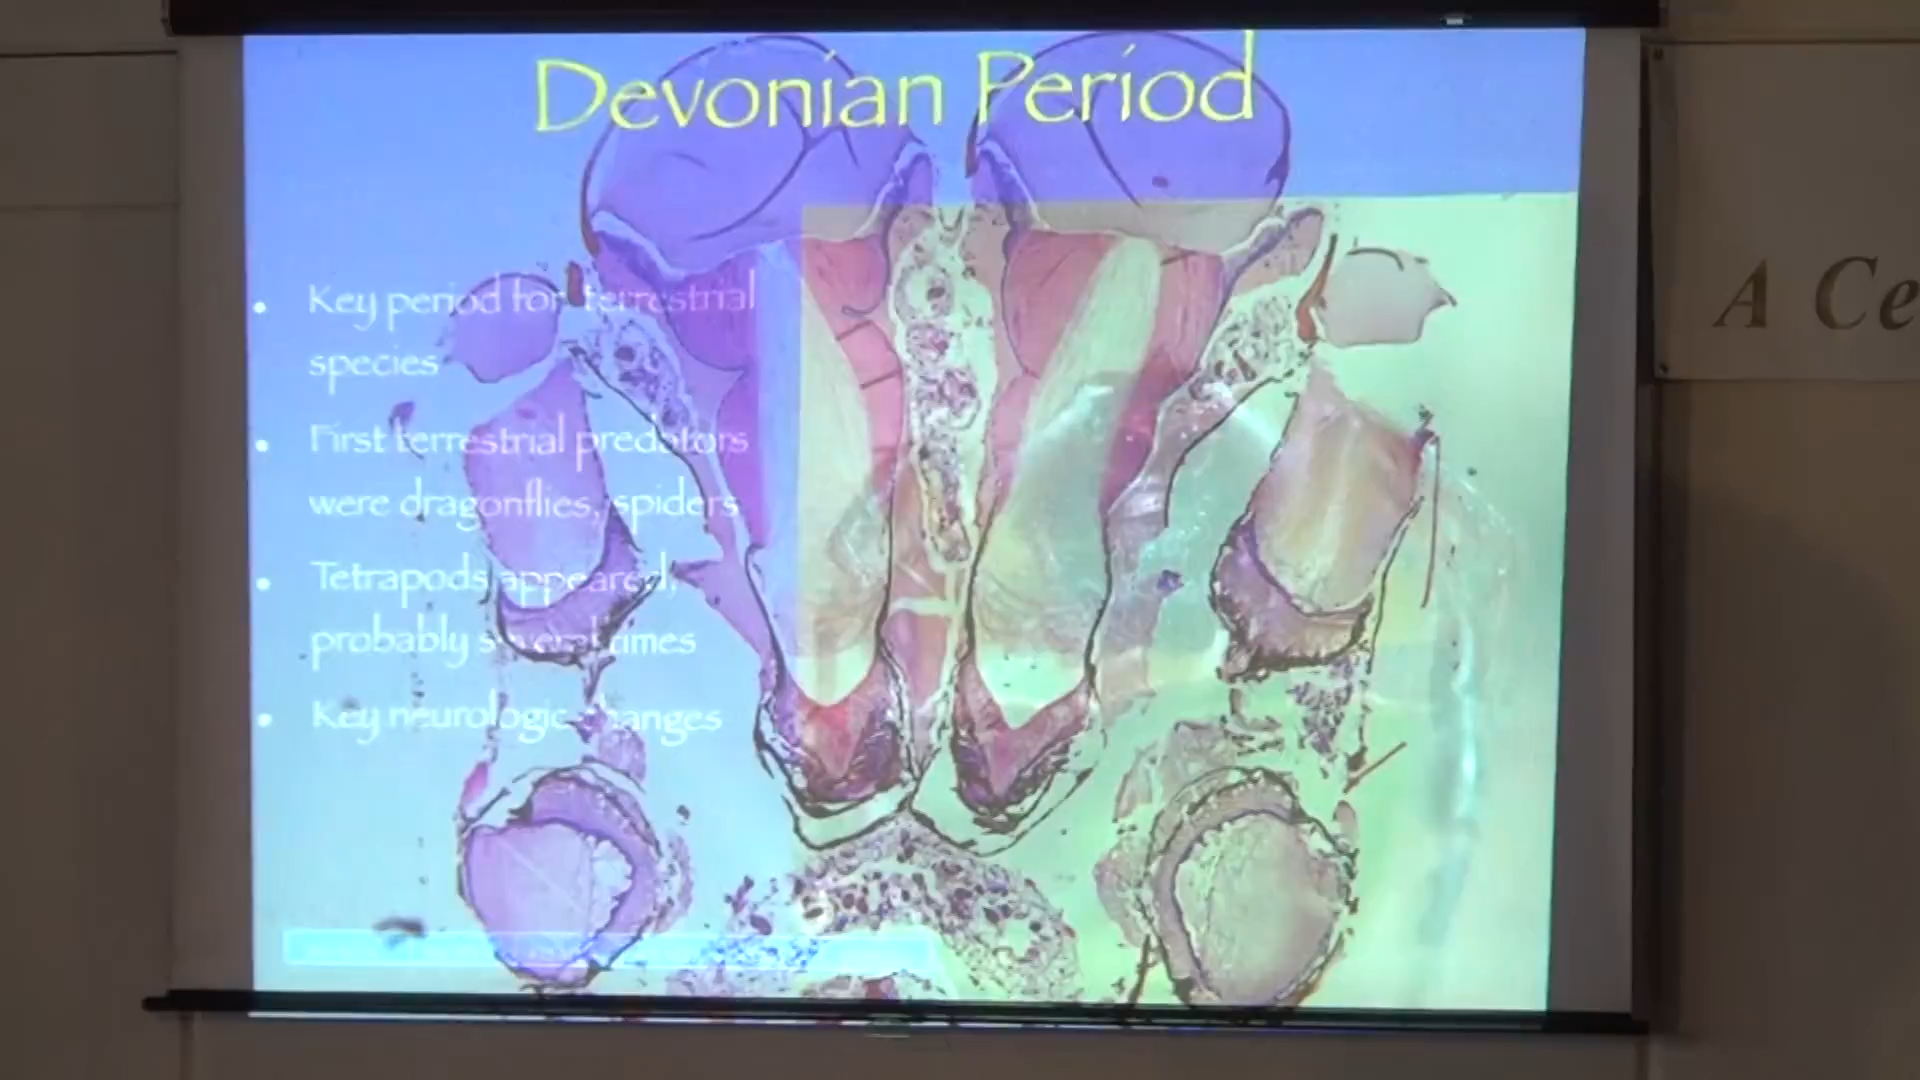 Devonian Period
• Key period for terrestrial
species
• First terrestrial predators
were dragonflies, spiders
• Tetrapods appeared,
probably several times
• Key neurologic changes
A Ce